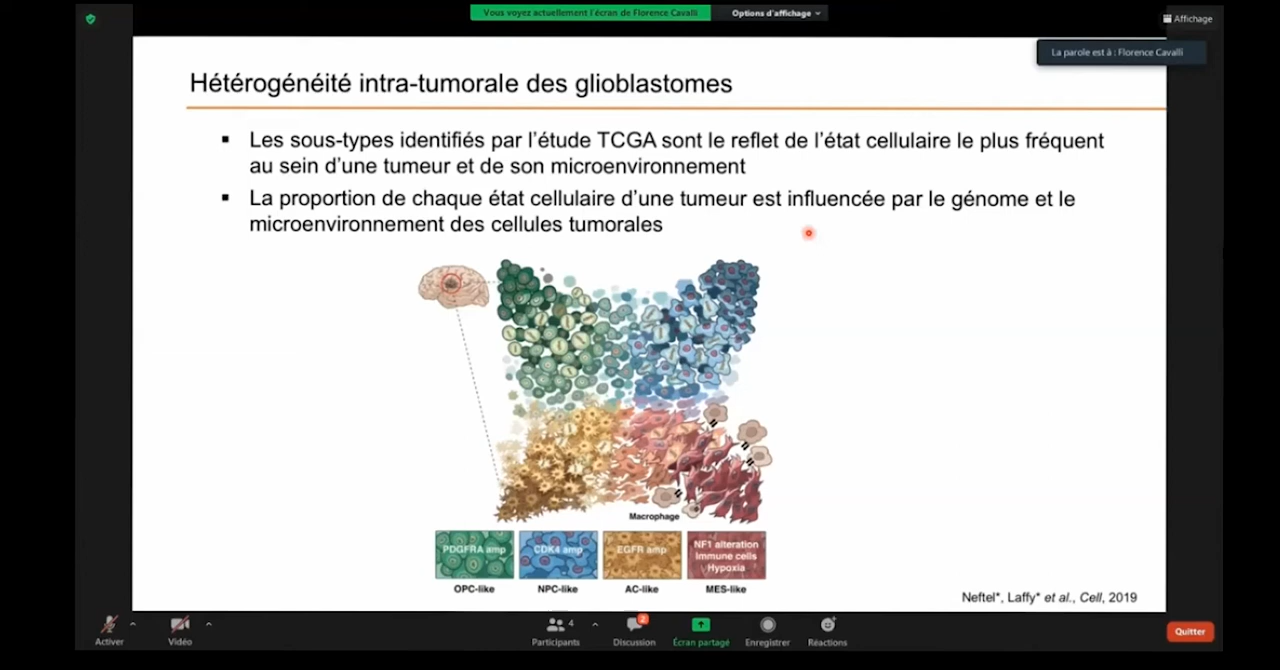 Vous voyez actuellement l'écran de Florence Cavalli
Options d'affichage
Affichage
La parole est à : Florence Cavalli
Hétérogénéité intra-tumorale des glioblastomes
Les sous-types identifiés par l'étude TCGA sont le reflet de l'état cellulaire le plus fréquent
au sein d'une tumeur et de son microenvironnement
La proportion de chaque état cellulaire d'une tumeur est influencée par le génome et le
microenvironnement des cellules tumorales
Macrophage
PDGFRA amp
CDK4 amp
EGFR amp
NF1 alteration
Immune cells
Hypoxia
OPC-like
NPC-like
AC-like
MES-like
Neftel*, Laffy* et al., Cell, 2019
Activer
Vidéo
4
Participants
2
Discussion
Écran partagé
Enregistrer
Réactions
Quitter